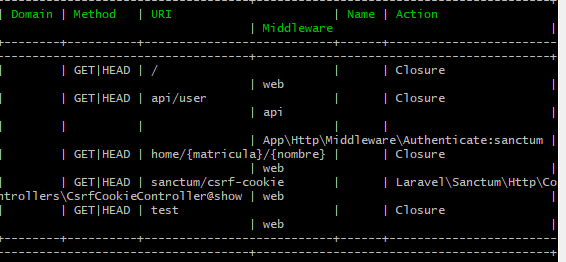 | Domain | Method | URI | Name | Action
| Middleware |
| | GET|HEAD | / | | Closure
| web |
| | GET|HEAD | api/user | | Closure
| api |
| | | | |
| App\Http\Middleware\Authenticate:sanctum |
| | GET|HEAD | home/{matricula}/{nombre} | | Closure
| web |
| | GET|HEAD | sanctum/csrf-cookie | | Laravel\Sanctum\Http\Co
ntrollers\CsrfCookieController@show | web |
| | GET|HEAD | test | | Closure
| web |